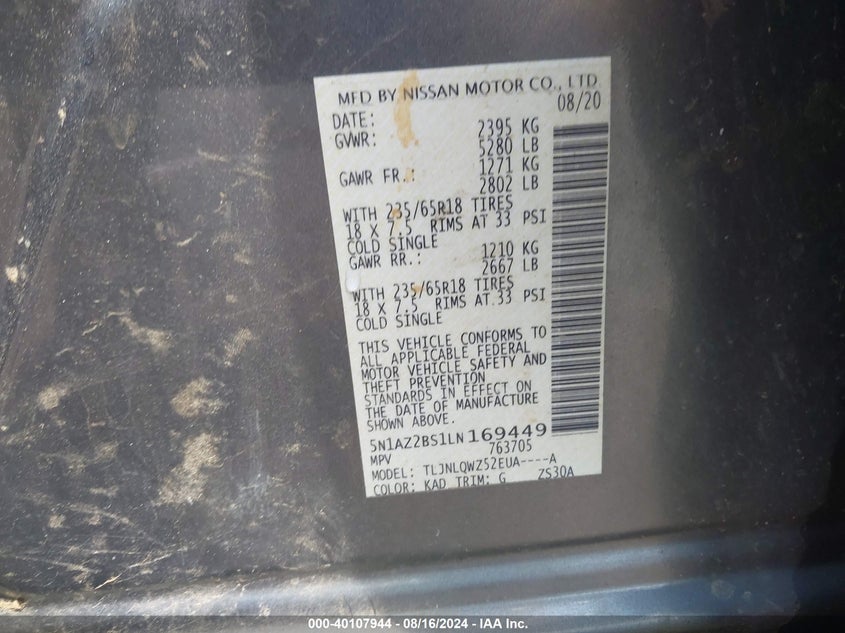 MFD BY NISSAN MOTOR CO., LTD
DATE: 08/20
GVWR: 2395 KG
5280 LB
GAWR FR.: 1271 KG
2802 LB
WITH 235/65R18 TIRES
18 X 7.5 RIMS AT 33 PSI
COLD SINGLE
GAWR RR.: 1210 KG
2667 LB
WITH 235/65R18 TIRES
18 X 7.5 RIMS AT 33 PSI
COLD SINGLE
THIS VEHICLE CONFORMS TO
ALL APPLICABLE FEDERAL
MOTOR VEHICLE SAFETY AND
THEFT PREVENTION
STANDARDS IN EFFECT ON
THE DATE OF MANUFACTURE
SHOWN ABOVE.
5N1AZ2BS1LN169449
MPV 763705
MODEL: TLJNLQWZ52EUA----A
COLOR: KAD TRIM: G ZS30A
000-40107944 - 08/16/2024 - IAA Inc.